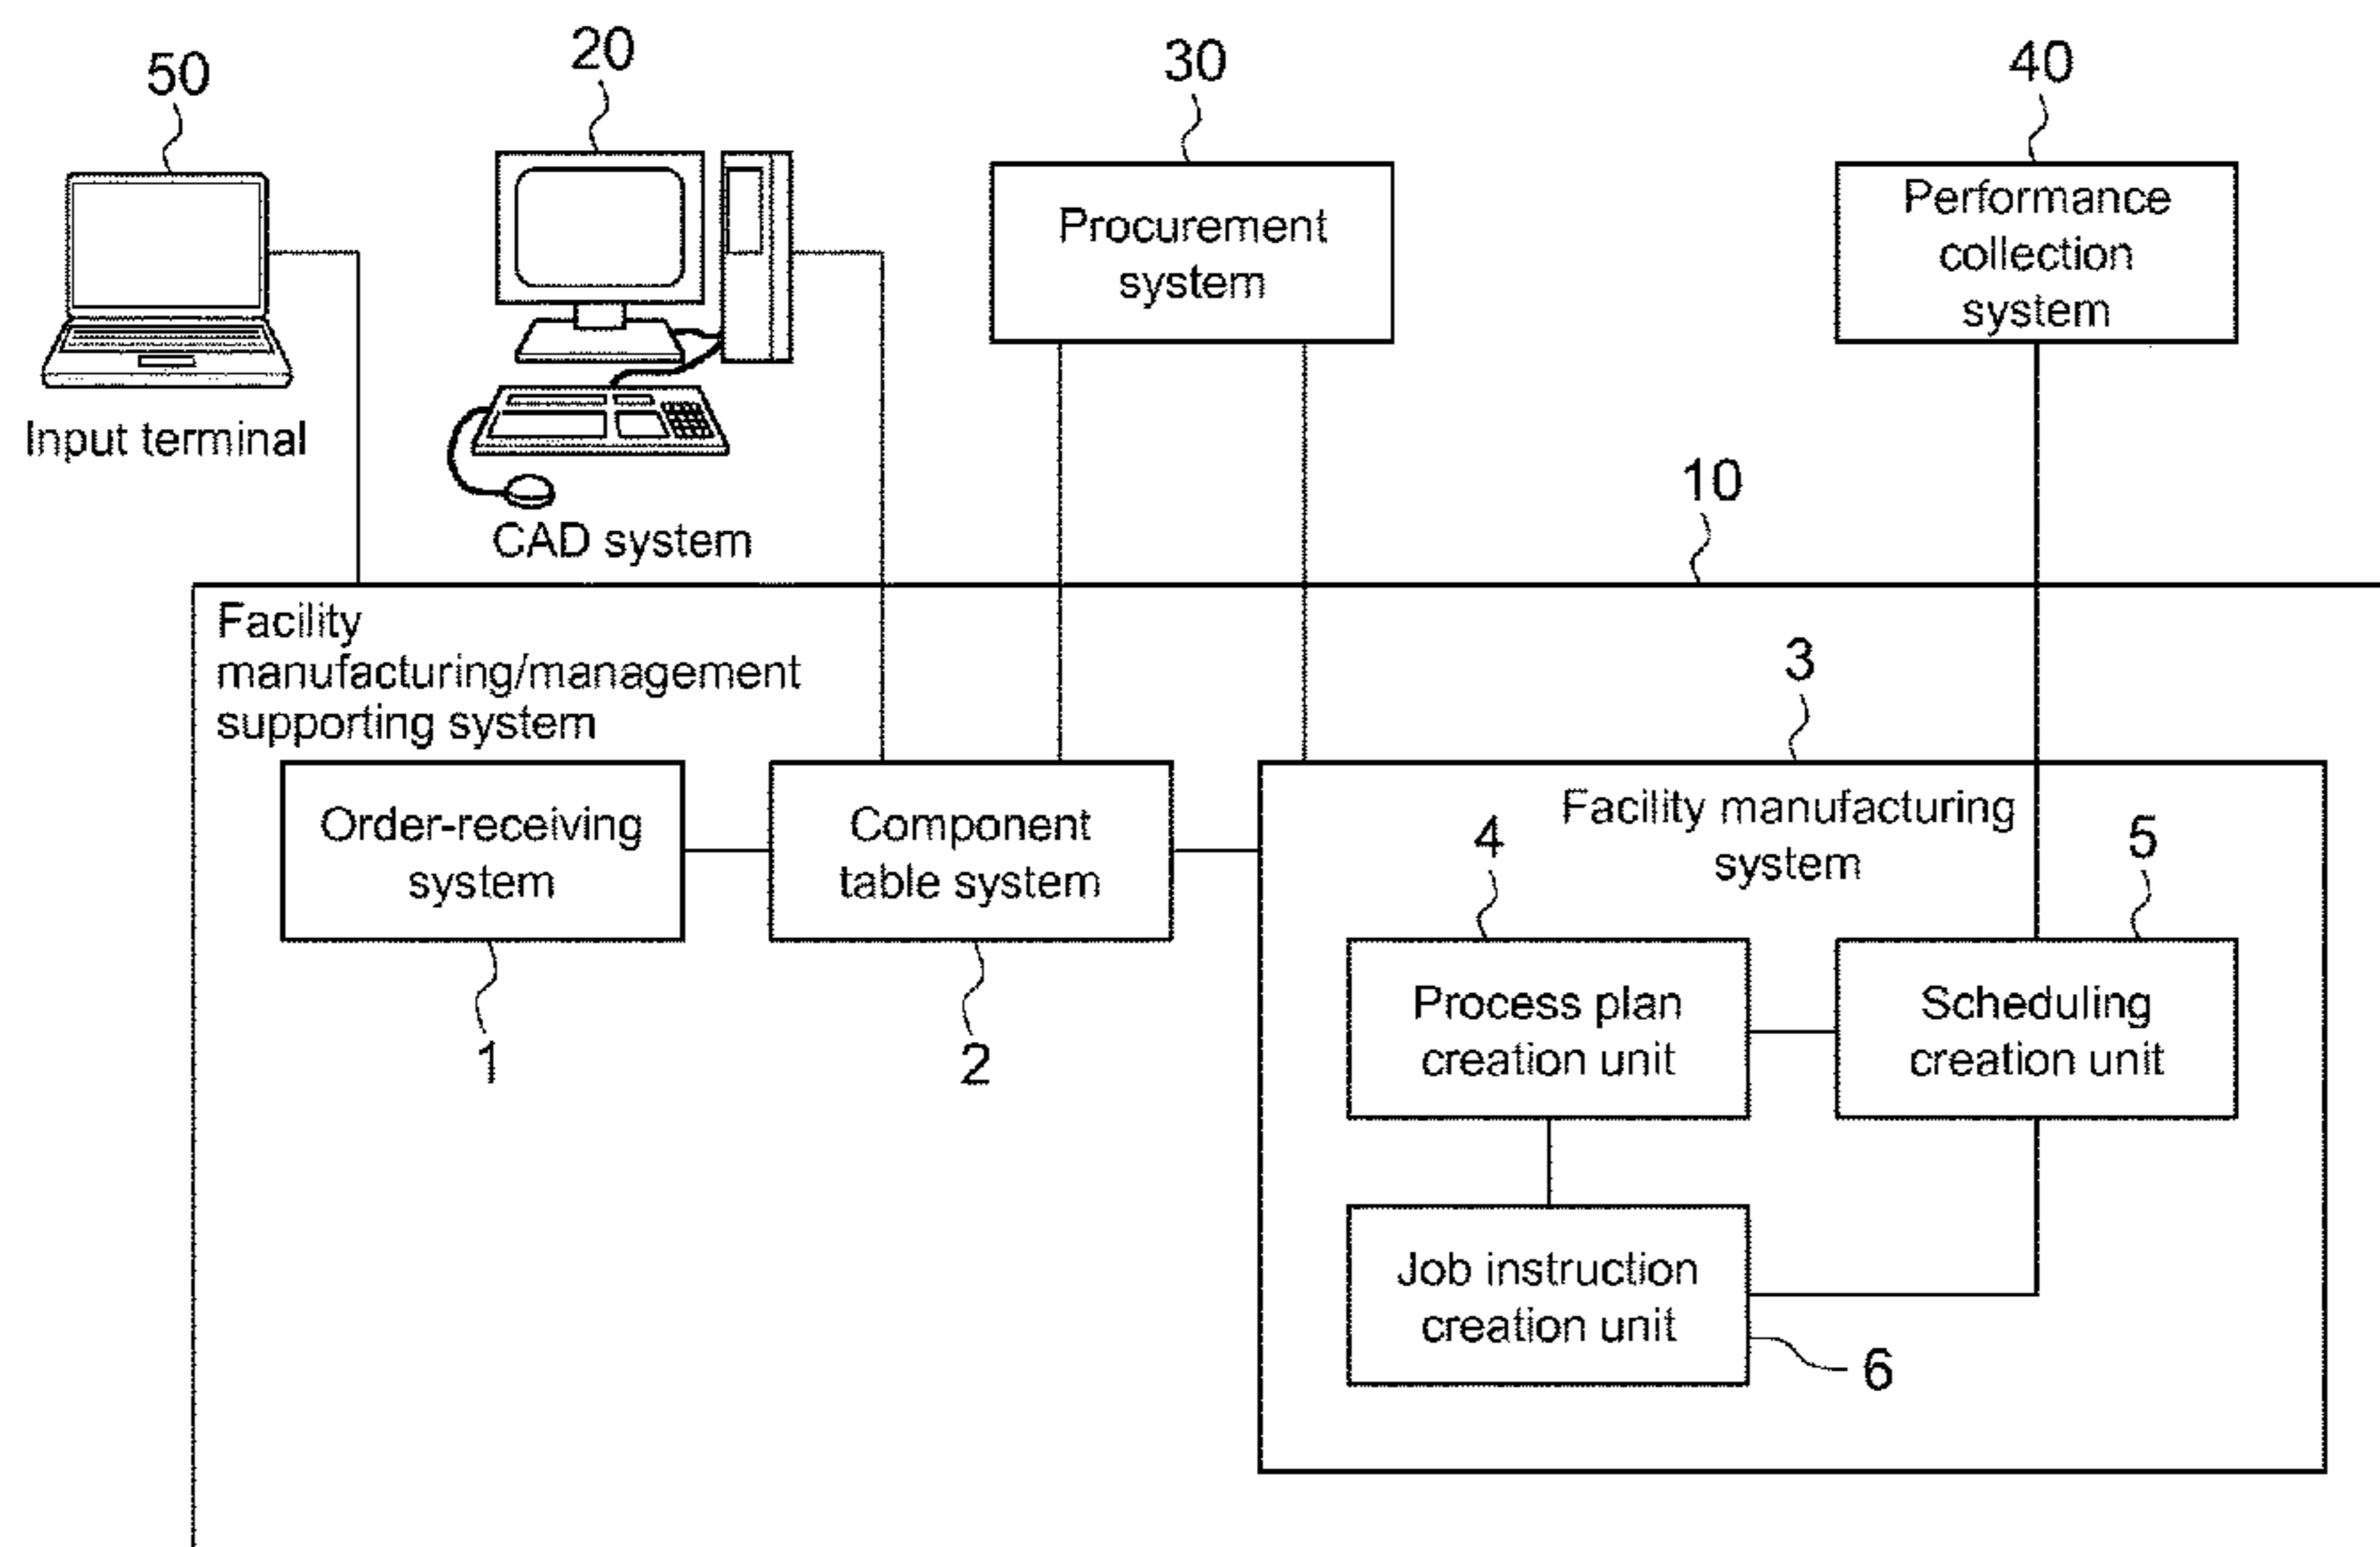 50
20
30
40
Procurement
system
Performance
collection
system
Input terminal
CAD system
10
Facility
manufacturing/management
supporting system
3
Order-receiving
system
Component
table system
Facility manufacturing
system
4
5
1
2
Process plan
creation unit
Scheduling
creation unit
Job instruction
creation unit
6